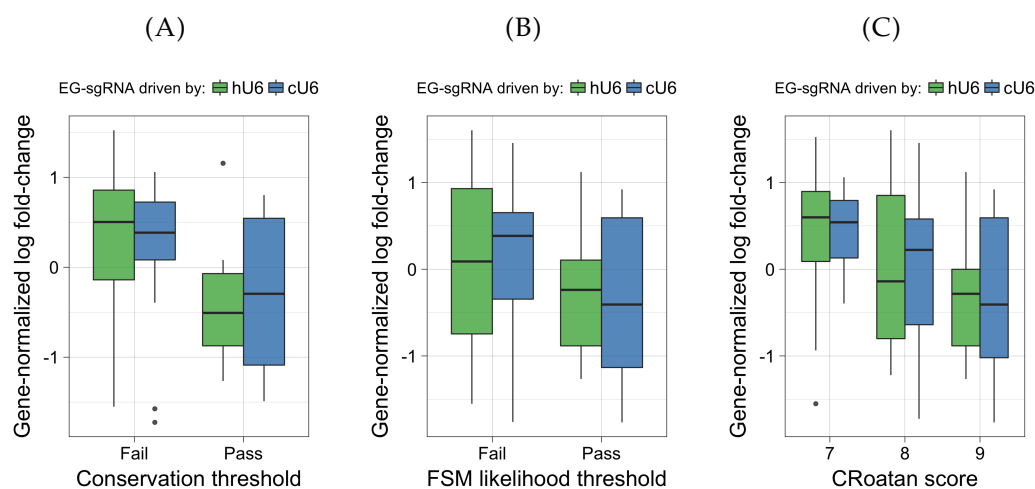 (A)
EG-sgRNA driven by: hU6 cU6
Gene-normalized log fold-change
1
0
-1
Fail Pass
Conservation threshold
(B)
EG-sgRNA driven by: hU6 cU6
Gene-normalized log fold-change
1
0
-1
Fail Pass
FSM likelihood threshold
(C)
EG-sgRNA driven by: hU6 cU6
Gene-normalized log fold-change
1
0
-1
7 8 9
CRoatan score